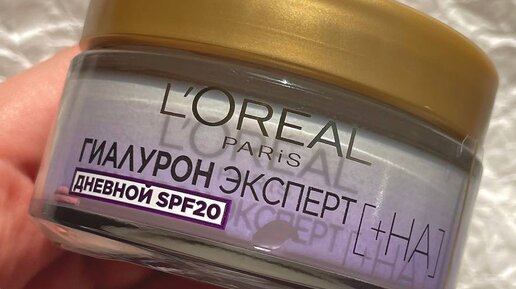 L'ORÉAL
PARiS
ГИАЛУРОН ЭКСПЕРТ [+HA]
ДНЕВНОЙ SPF20